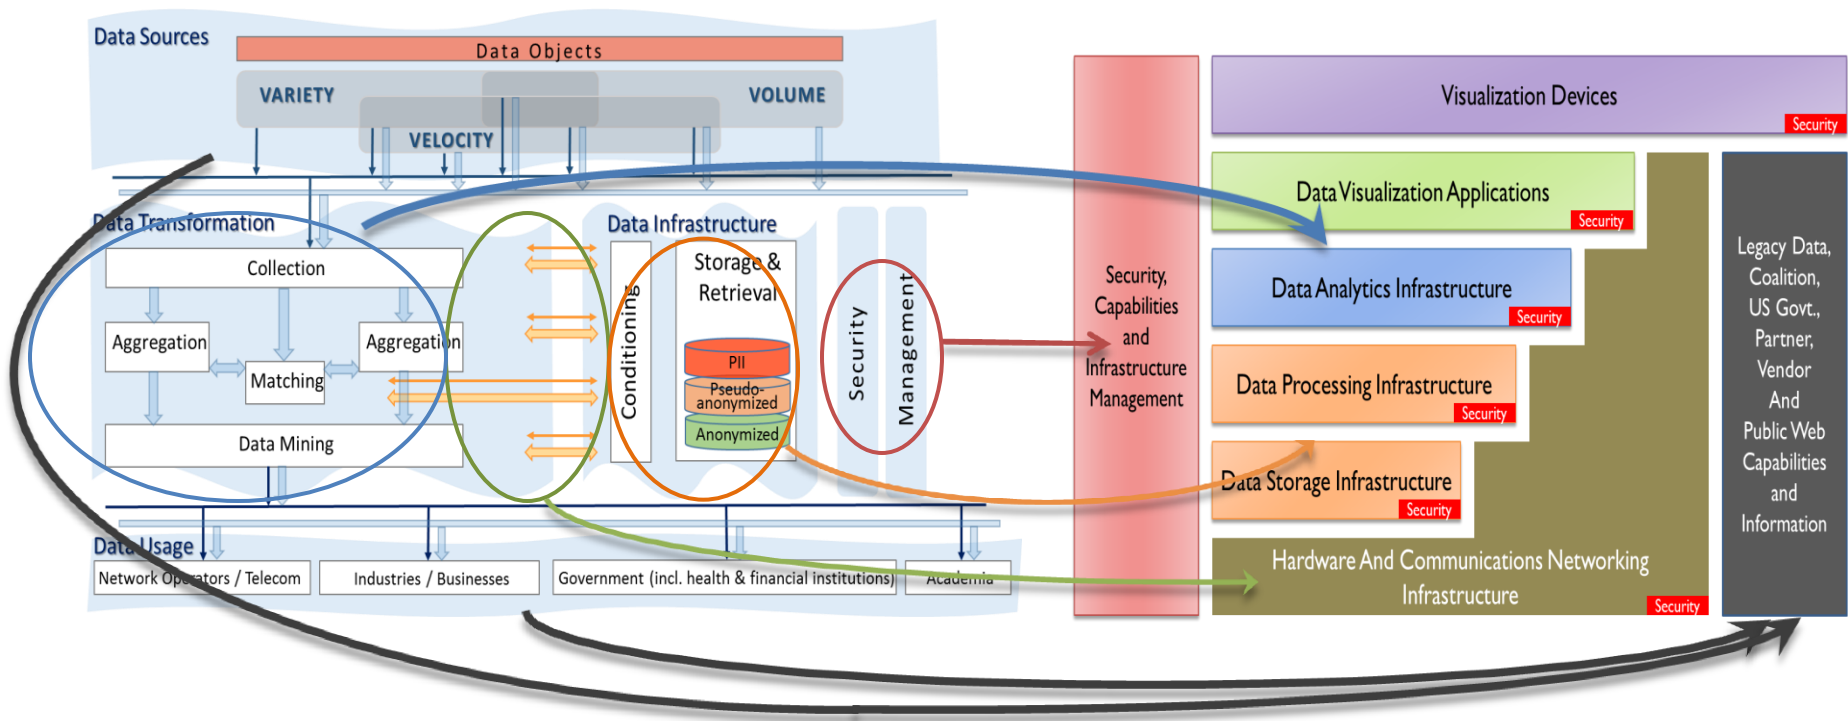 Data Sources
Data Objects
VARIETY
VOLUME
VELOCITY
Data Transformation
Collection
Aggregation
Aggregation
Matching
Data Mining
Data Infrastructure
Conditioning
Storage &
Retrieval
PII
Pseudo-
anonymized
Anonymized
Security
Management
Data Usage
Network Operators / Telecom
Industries / Businesses
Government (incl. health & financial institutions)
Academia
Security,
Capabilities
and
Infrastructure
Management
Visualization Devices
Security
Data Visualization Applications
Security
Data Analytics Infrastructure
Security
Data Processing Infrastructure
Security
Data Storage Infrastructure
Security
Hardware And Communications Networking
Infrastructure
Security
Legacy Data,
Coalition,
US Govt.,
Partner,
Vendor
And
Public Web
Capabilities
and
Information